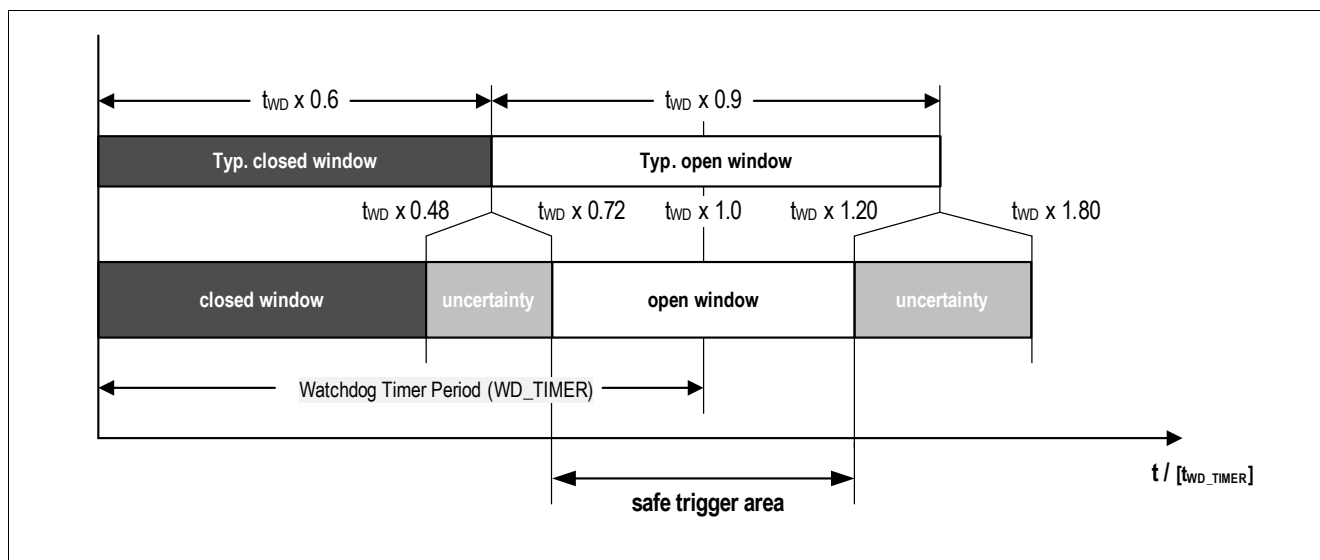 tWD x 0.6
tWD x 0.9
Typ. closed window
Typ. open window
tWD x 0.48
tWD x 0.72
tWD x 1.0
tWD x 1.20
tWD x 1.80
closed window
uncertainty
open window
uncertainty
Watchdog Timer Period (WD_TIMER)
t / [tWD_TIMER]
safe trigger area